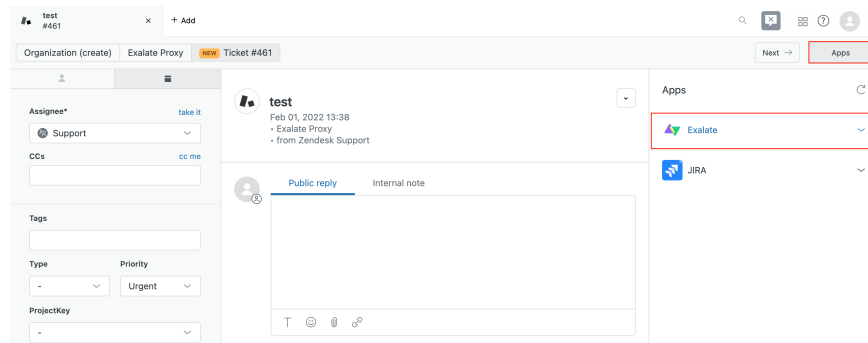 test
#461
+ Add
Organization (create)
Exalate Proxy
NEW Ticket #461
Next →
Apps
Assignee*
take it
Support
CCs
cc me
Tags
Type
Priority
-
Urgent
ProjectKey
-
test
Feb 01, 2022 13:38
• Exalate Proxy
• from Zendesk Support
Public reply
Internal note
Apps
Exalate
JIRA